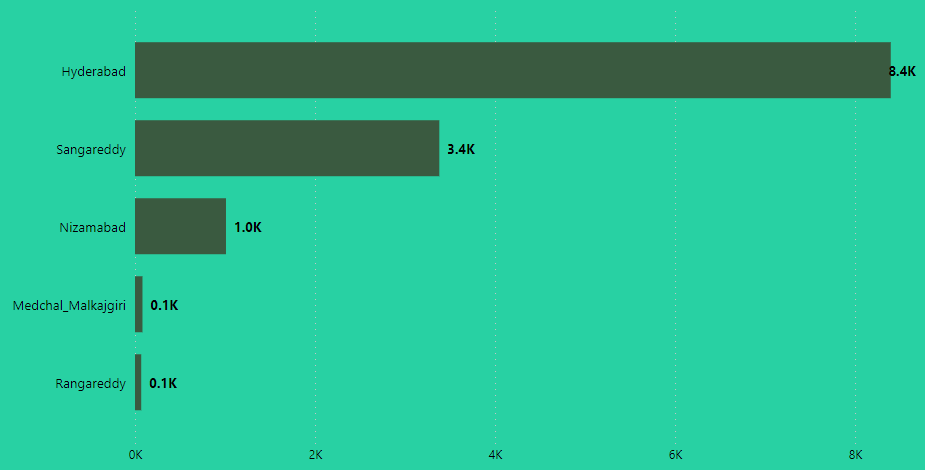 Hyderabad 8.4K
Sangareddy 3.4K
Nizamabad 1.0K
Medchal_Malkajgiri 0.1K
Rangareddy 0.1K
0K 2K 4K 6K 8K